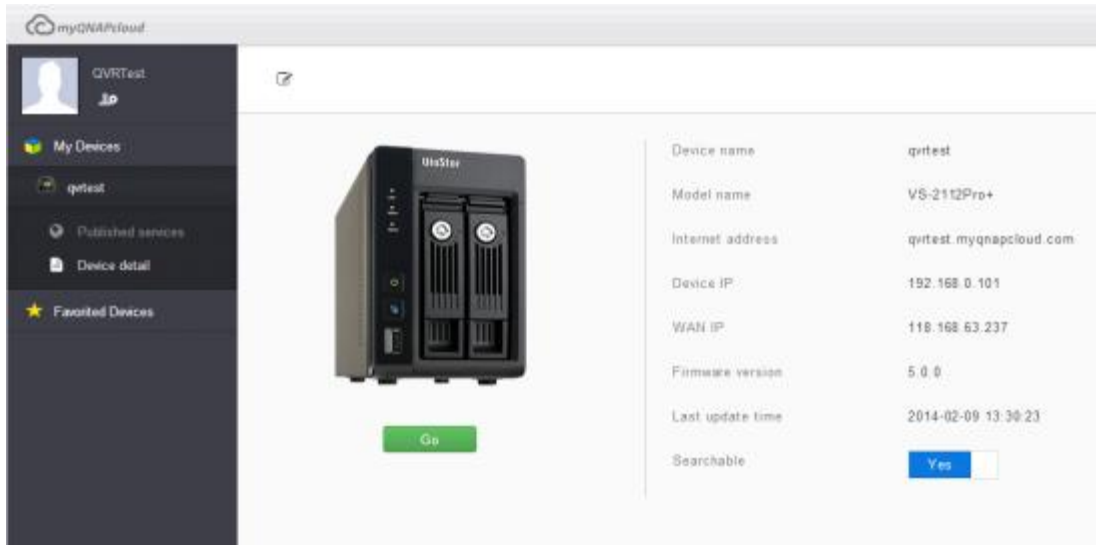 myQNAPcloud
QVRTest
My Devices
qvrtest
Published services
Device detail
Favorited Devices
VioStor
Go
Device name qvrtest
Model name VS-2112Pro+
Internet address qvrtest.myqnapcloud.com
Device IP 192.168.0.101
WAN IP 118.168.63.237
Firmware version 5.0.0
Last update time 2014-02-09 13:30:23
Searchable Yes